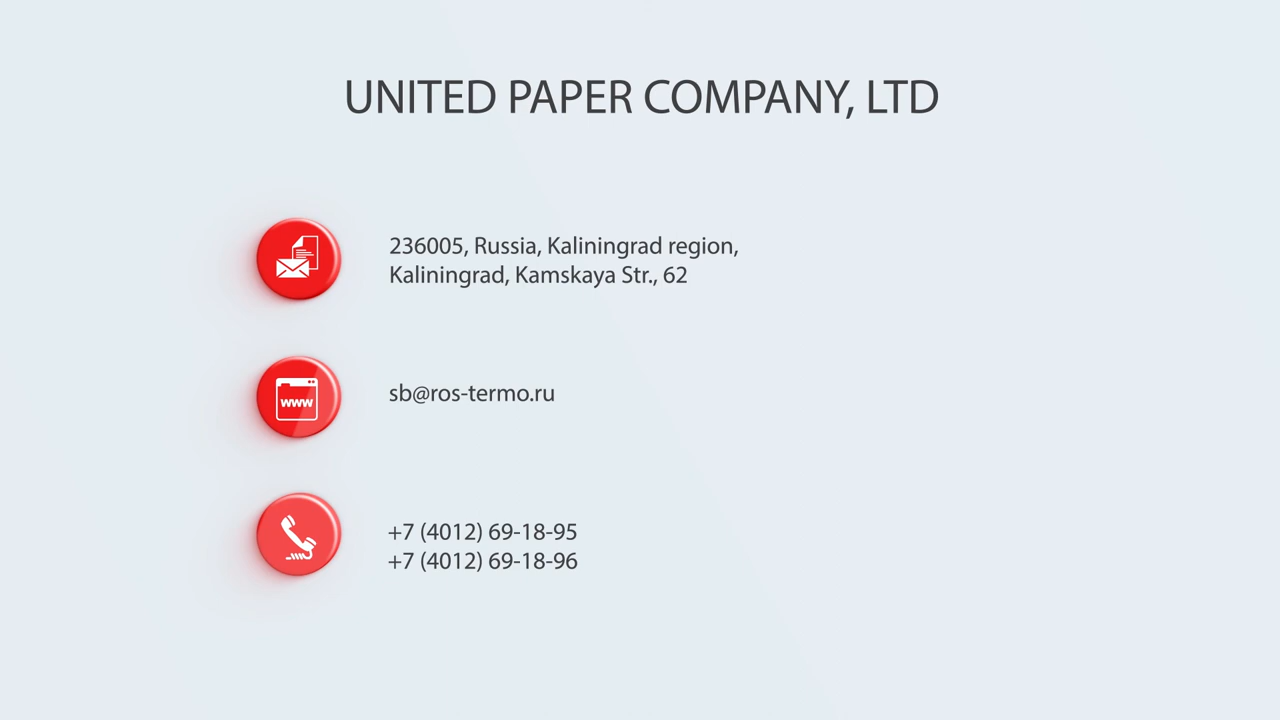 UNITED PAPER COMPANY, LTD
236005, Russia, Kaliningrad region,
Kaliningrad, Kamskaya Str., 62
www
sb@ros-termo.ru
+7 (4012) 69-18-95
+7 (4012) 69-18-96